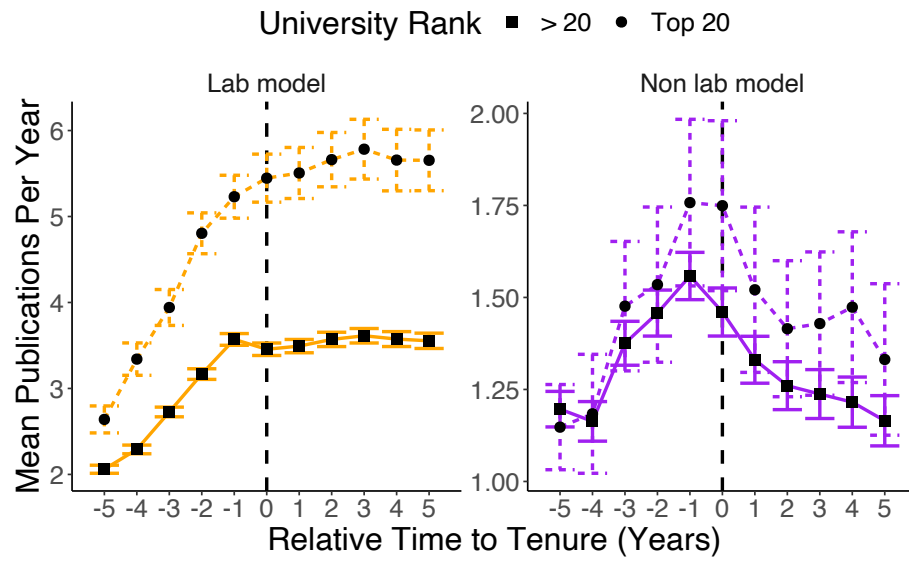 University Rank > 20 Top 20
Lab model Non lab model
Mean Publications Per Year
6
5
4
3
2
2.00
1.75
1.50
1.25
1.00
-5 -4 -3 -2 -1 0 1 2 3 4 5
-5 -4 -3 -2 -1 0 1 2 3 4 5
Relative Time to Tenure (Years)